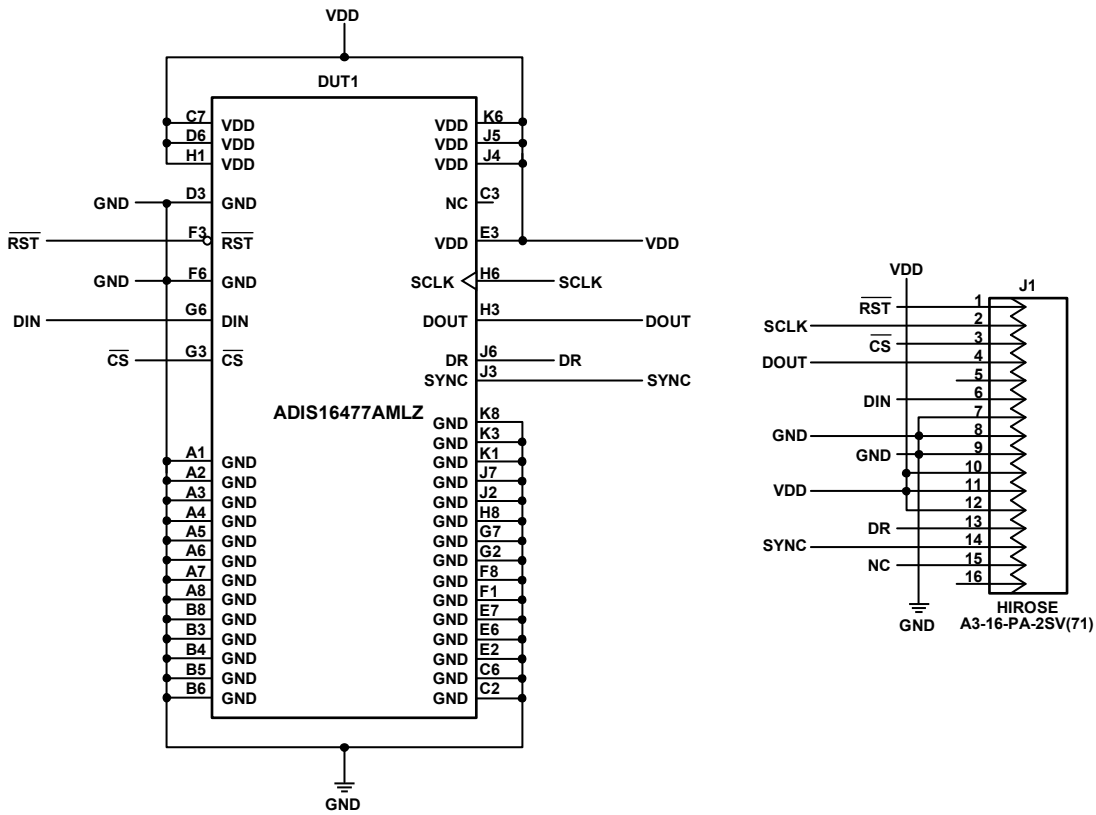 VDD
DUT1
C7 VDD
D6 VDD
H1 VDD
GND D3 GND
R̅S̅T̅ F3 R̅S̅T̅
GND F6 GND
DIN G6 DIN
C̅S̅ G3 C̅S̅
VDD K6
VDD J5
VDD J4
NC C3
VDD E3 VDD
SCLK H6 SCLK
DOUT H3 DOUT
DR J6 DR
SYNC J3 SYNC
ADIS16477AMLZ
A1 GND
A2 GND
A3 GND
A4 GND
A5 GND
A6 GND
A7 GND
A8 GND
B8 GND
B3 GND
B4 GND
B5 GND
B6 GND
GND K8
GND K3
GND K1
GND J7
GND J2
GND H8
GND G7
GND G2
GND F8
GND F1
GND E7
GND E6
GND E2
GND C6
GND C2
GND
VDD
J1
R̅S̅T̅ 1
SCLK 2
C̅S̅ 3
DOUT 4
5
DIN 6
7
GND 8
GND 9
10
VDD 11
12
DR 13
SYNC 14
NC 15
16
GND
HIROSE
A3-16-PA-2SV(71)